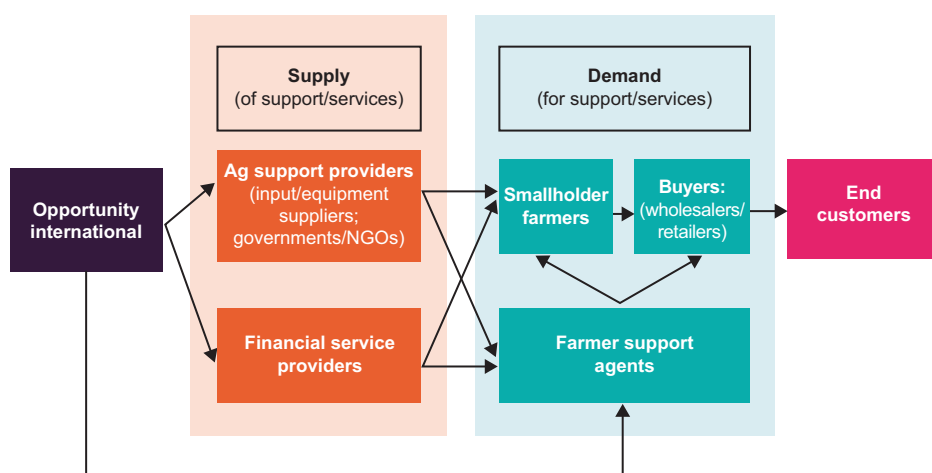 Supply
(of support/services)
Demand
(for support/services)
Opportunity
international
Ag support providers
(input/equipment
suppliers;
governments/NGOs)
Smallholder
farmers
Buyers:
(wholesalers/
retailers)
End
customers
Financial service
providers
Farmer support
agents